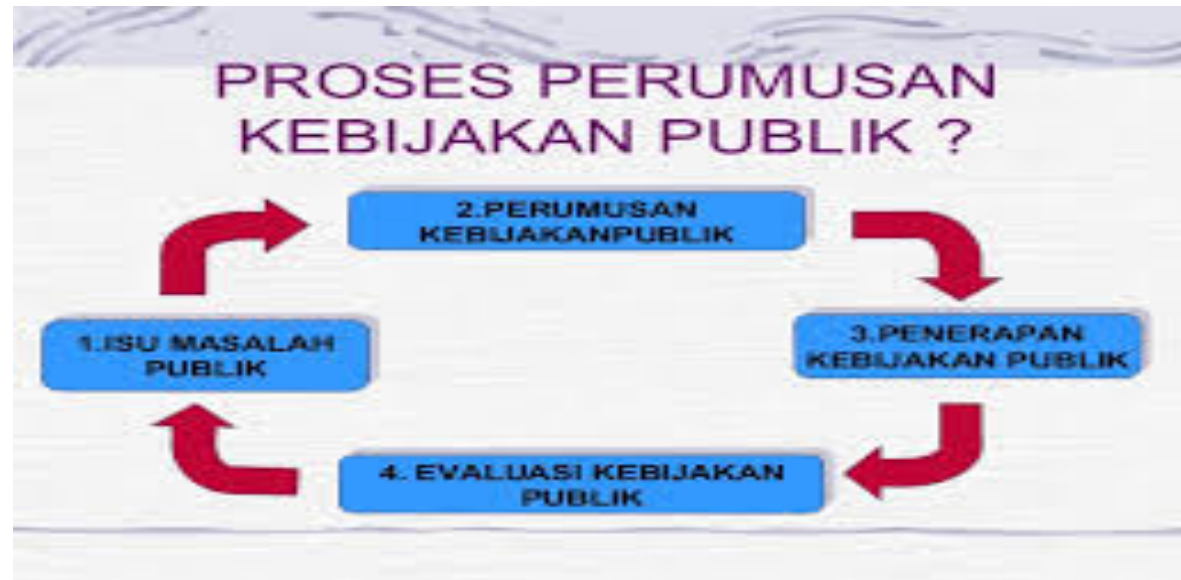 PROSES PERUMUSAN
KEBIJAKAN PUBLIK ?
2.PERUMUSAN
KEBIJAKANPUBLIK
1.ISU MASALAH
PUBLIK
3.PENERAPAN
KEBIJAKAN PUBLIK
4. EVALUASI KEBIJAKAN
PUBLIK